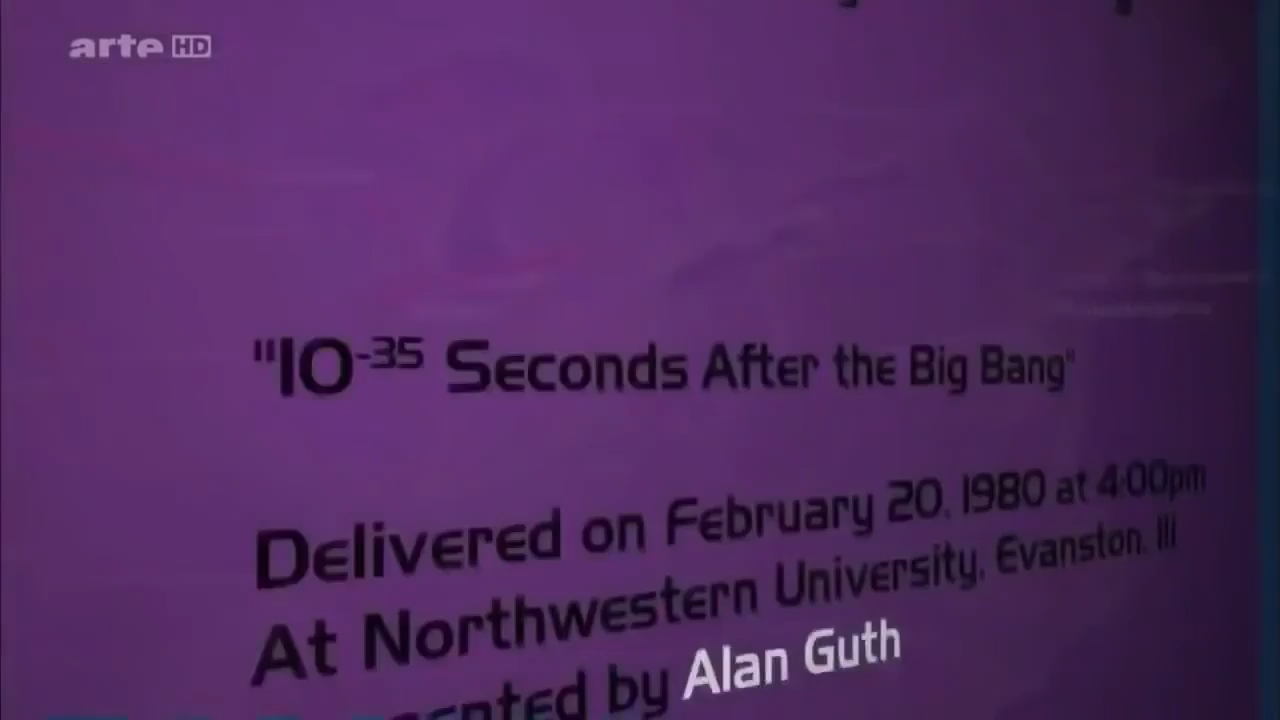 arte HD
"10-35 Seconds After the Big Bang"
Delivered on February 20, 1980 at 4:00pm
At Northwestern University, Evanston, Ill
by Alan Guth